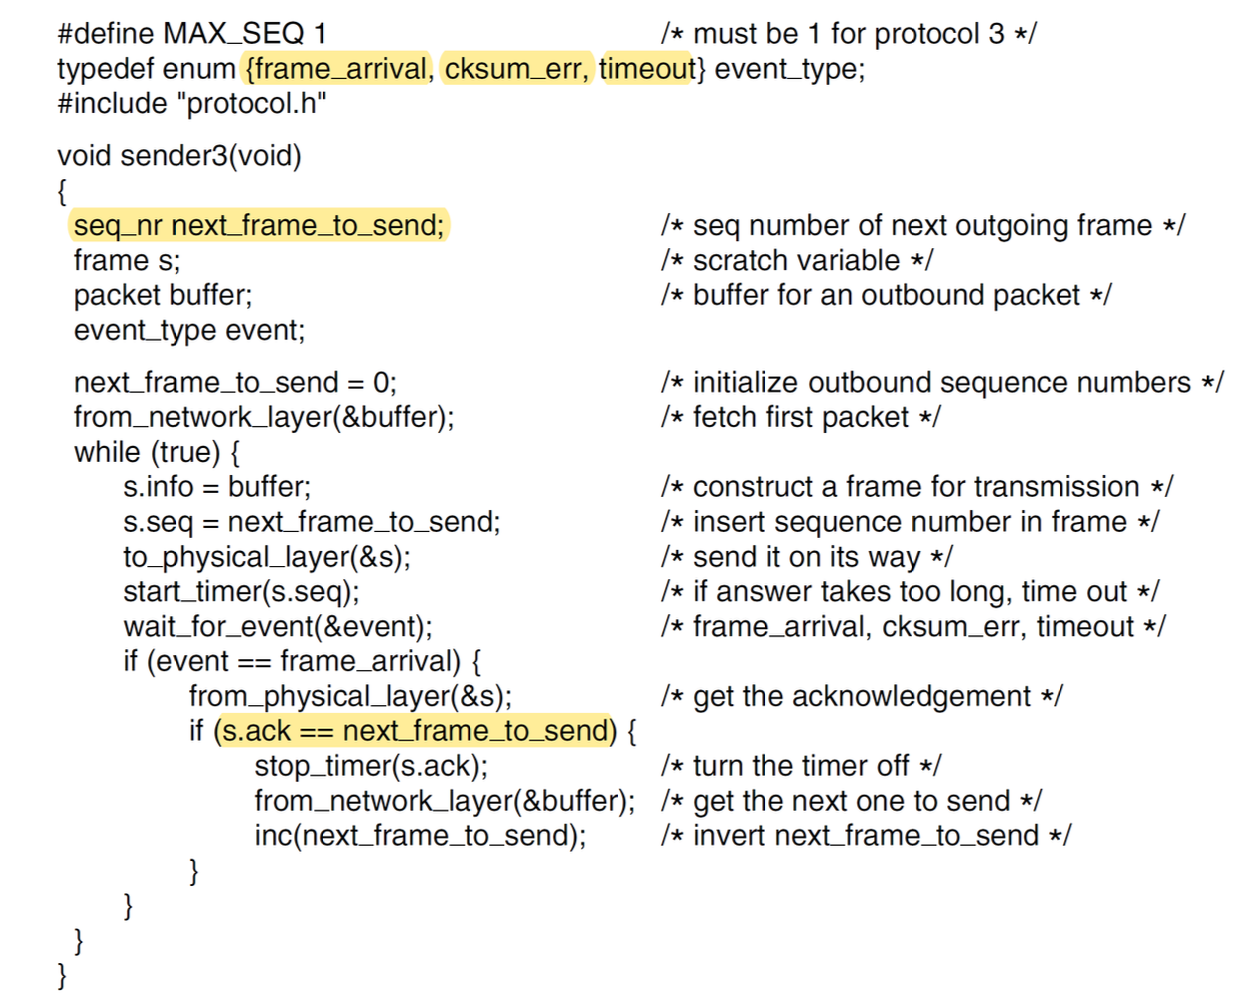 #define MAX_SEQ 1 /* must be 1 for protocol 3 */
typedef enum {frame_arrival, cksum_err, timeout} event_type;
#include "protocol.h"
void sender3(void)
{
seq_nr next_frame_to_send; /* seq number of next outgoing frame */
frame s; /* scratch variable */
packet buffer; /* buffer for an outbound packet */
event_type event;
next_frame_to_send = 0; /* initialize outbound sequence numbers */
from_network_layer(&buffer); /* fetch first packet */
while (true) {
s.info = buffer; /* construct a frame for transmission */
s.seq = next_frame_to_send; /* insert sequence number in frame */
to_physical_layer(&s); /* send it on its way */
start_timer(s.seq); /* if answer takes too long, time out */
wait_for_event(&event); /* frame_arrival, cksum_err, timeout */
if (event == frame_arrival) {
from_physical_layer(&s); /* get the acknowledgement */
if (s.ack == next_frame_to_send) {
stop_timer(s.ack); /* turn the timer off */
from_network_layer(&buffer); /* get the next one to send */
inc(next_frame_to_send); /* invert next_frame_to_send */
}
}
}
}